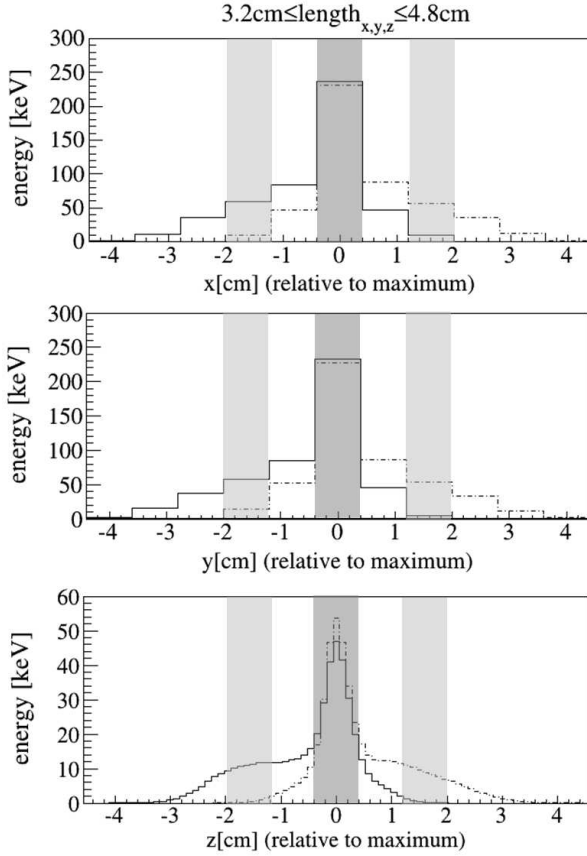 3.2cm≤length_{x,y,z}≤4.8cm
energy [keV]
300
250
200
150
100
50
0
-4 -3 -2 -1 0 1 2 3 4
x[cm] (relative to maximum)
energy [keV]
300
250
200
150
100
50
0
-4 -3 -2 -1 0 1 2 3 4
y[cm] (relative to maximum)
energy [keV]
60
50
40
30
20
10
0
-4 -3 -2 -1 0 1 2 3 4
z[cm] (relative to maximum)